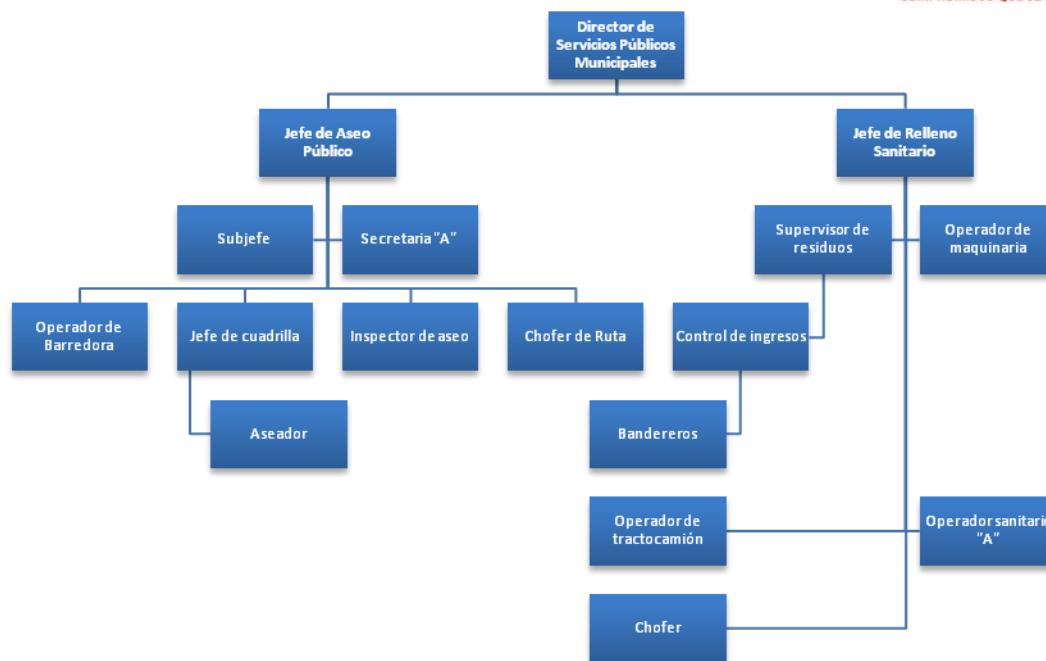 Director de
Servicios Públicos
Municipales
Jefe de Aseo
Público
Jefe de Relleno
Sanitario
Subjefe
Secretaria "A"
Supervisor de
residuos
Operador de
maquinaria
Operador de
Barredora
Jefe de cuadrilla
Inspector de aseo
Chofer de Ruta
Control de ingresos
Aseador
Bandereros
Operador de
tractocamión
Operador sanitario
"A"
Chofer